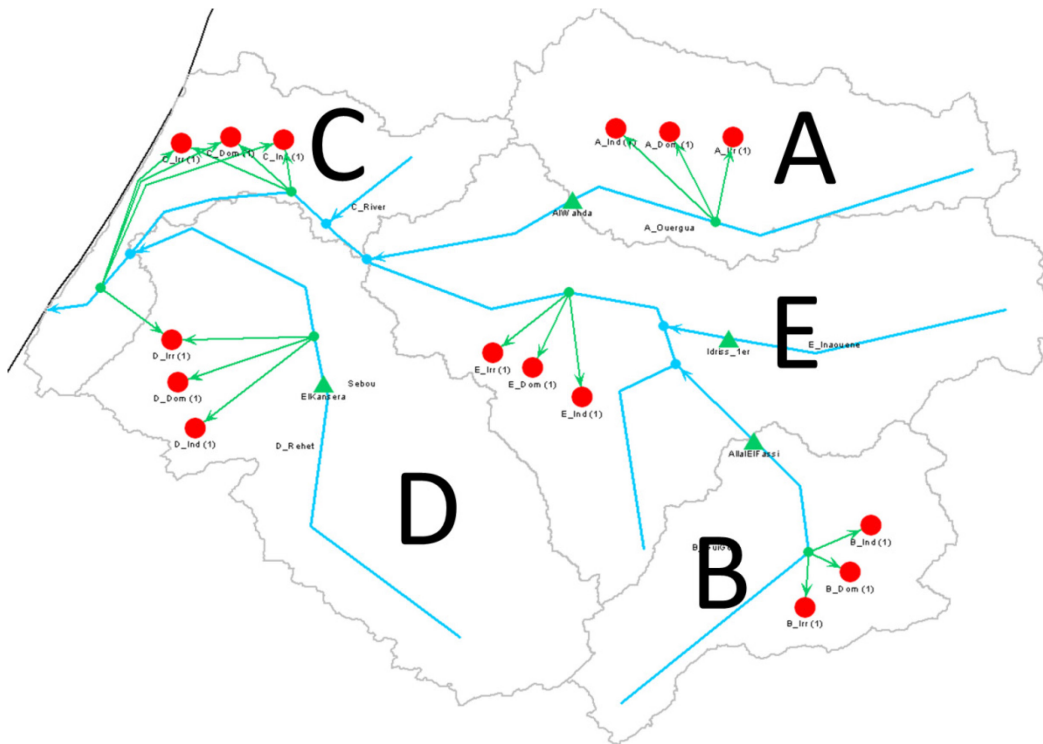 C
A
C_Irr (1)
C_Dom (1)
C_Ind (1)
A_Ind (1)
A_Dom (1)
A_Irr (1)
C_River
AlWahda
A_Ouergua
E
Idriss_1er
E_Inaouene
D_Irr (1)
D_Dom (1)
D_Ind (1)
Sebou
ElKansera
D_Rehet
E_Irr (1)
E_Dom (1)
E_Ind (1)
AllalElFassi
D
B
B_Ind (1)
B_Dom (1)
B_Irr (1)